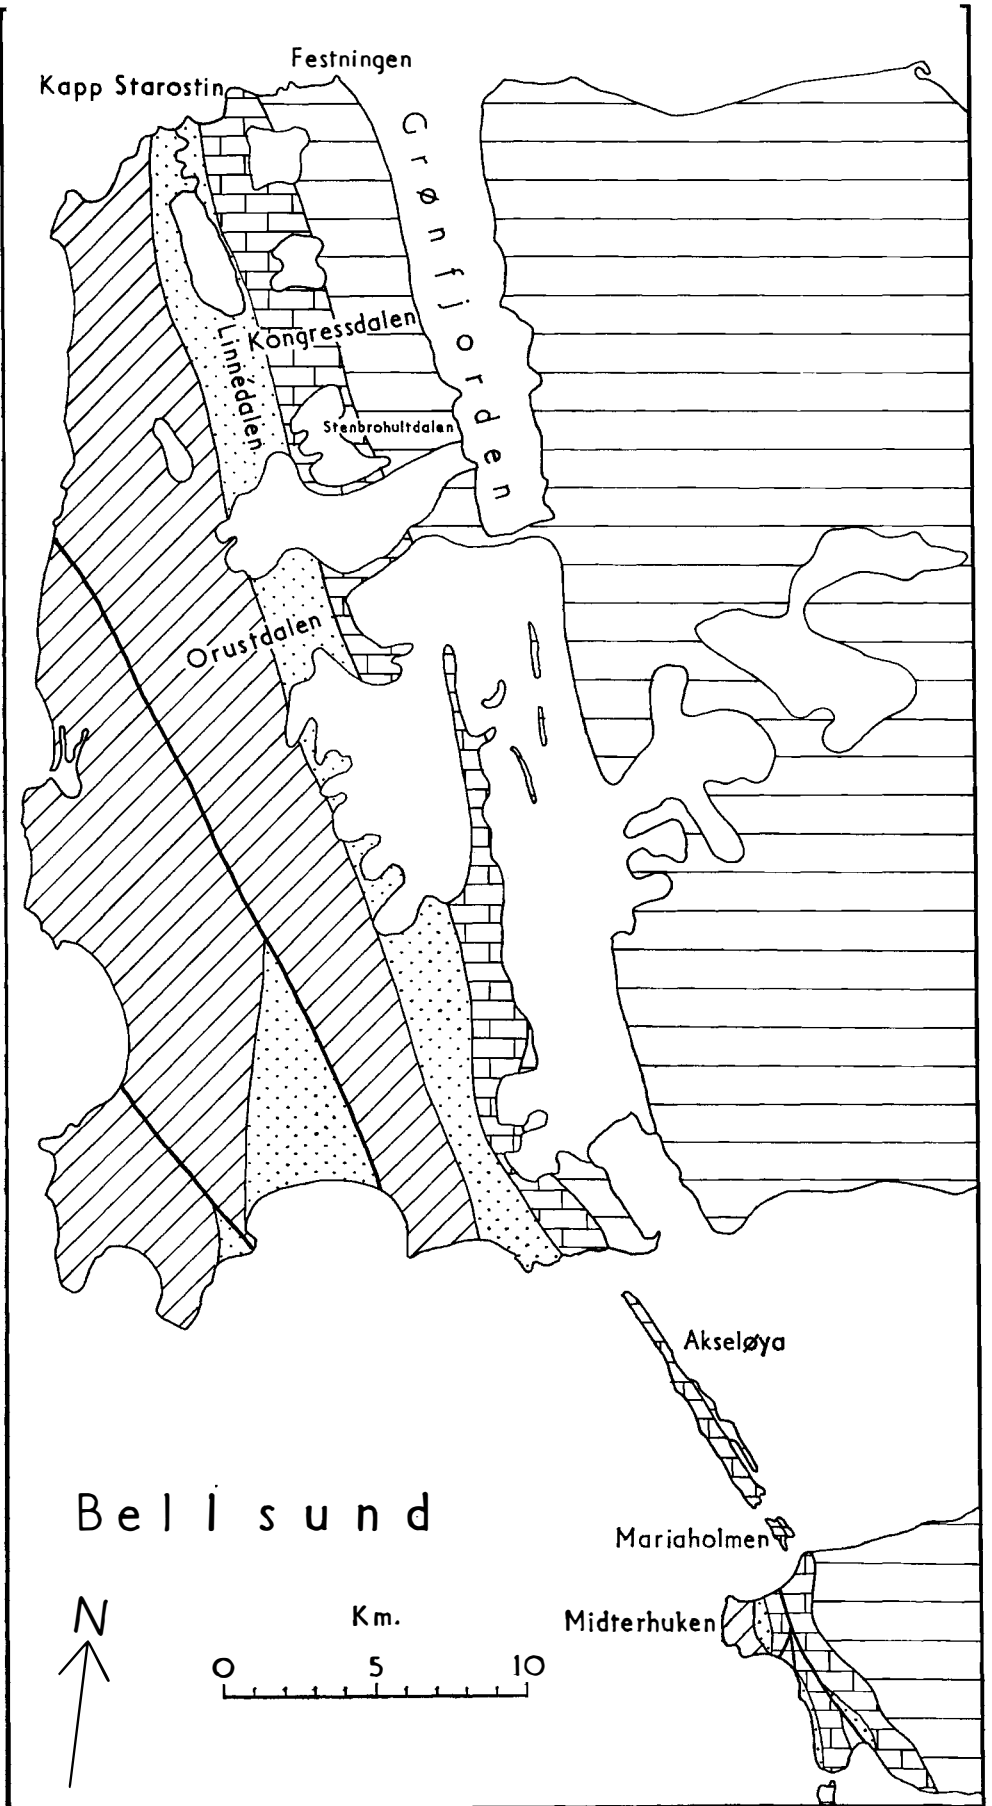 Festningen
Kapp Starostin
Grønfjorden
Kongressdalen
Linnédalen
Stenbrohultdalen
Orustdalen
Akseløya
Bellsund
Mariaholmen
N
Km.
Midterhuken
0 5 10